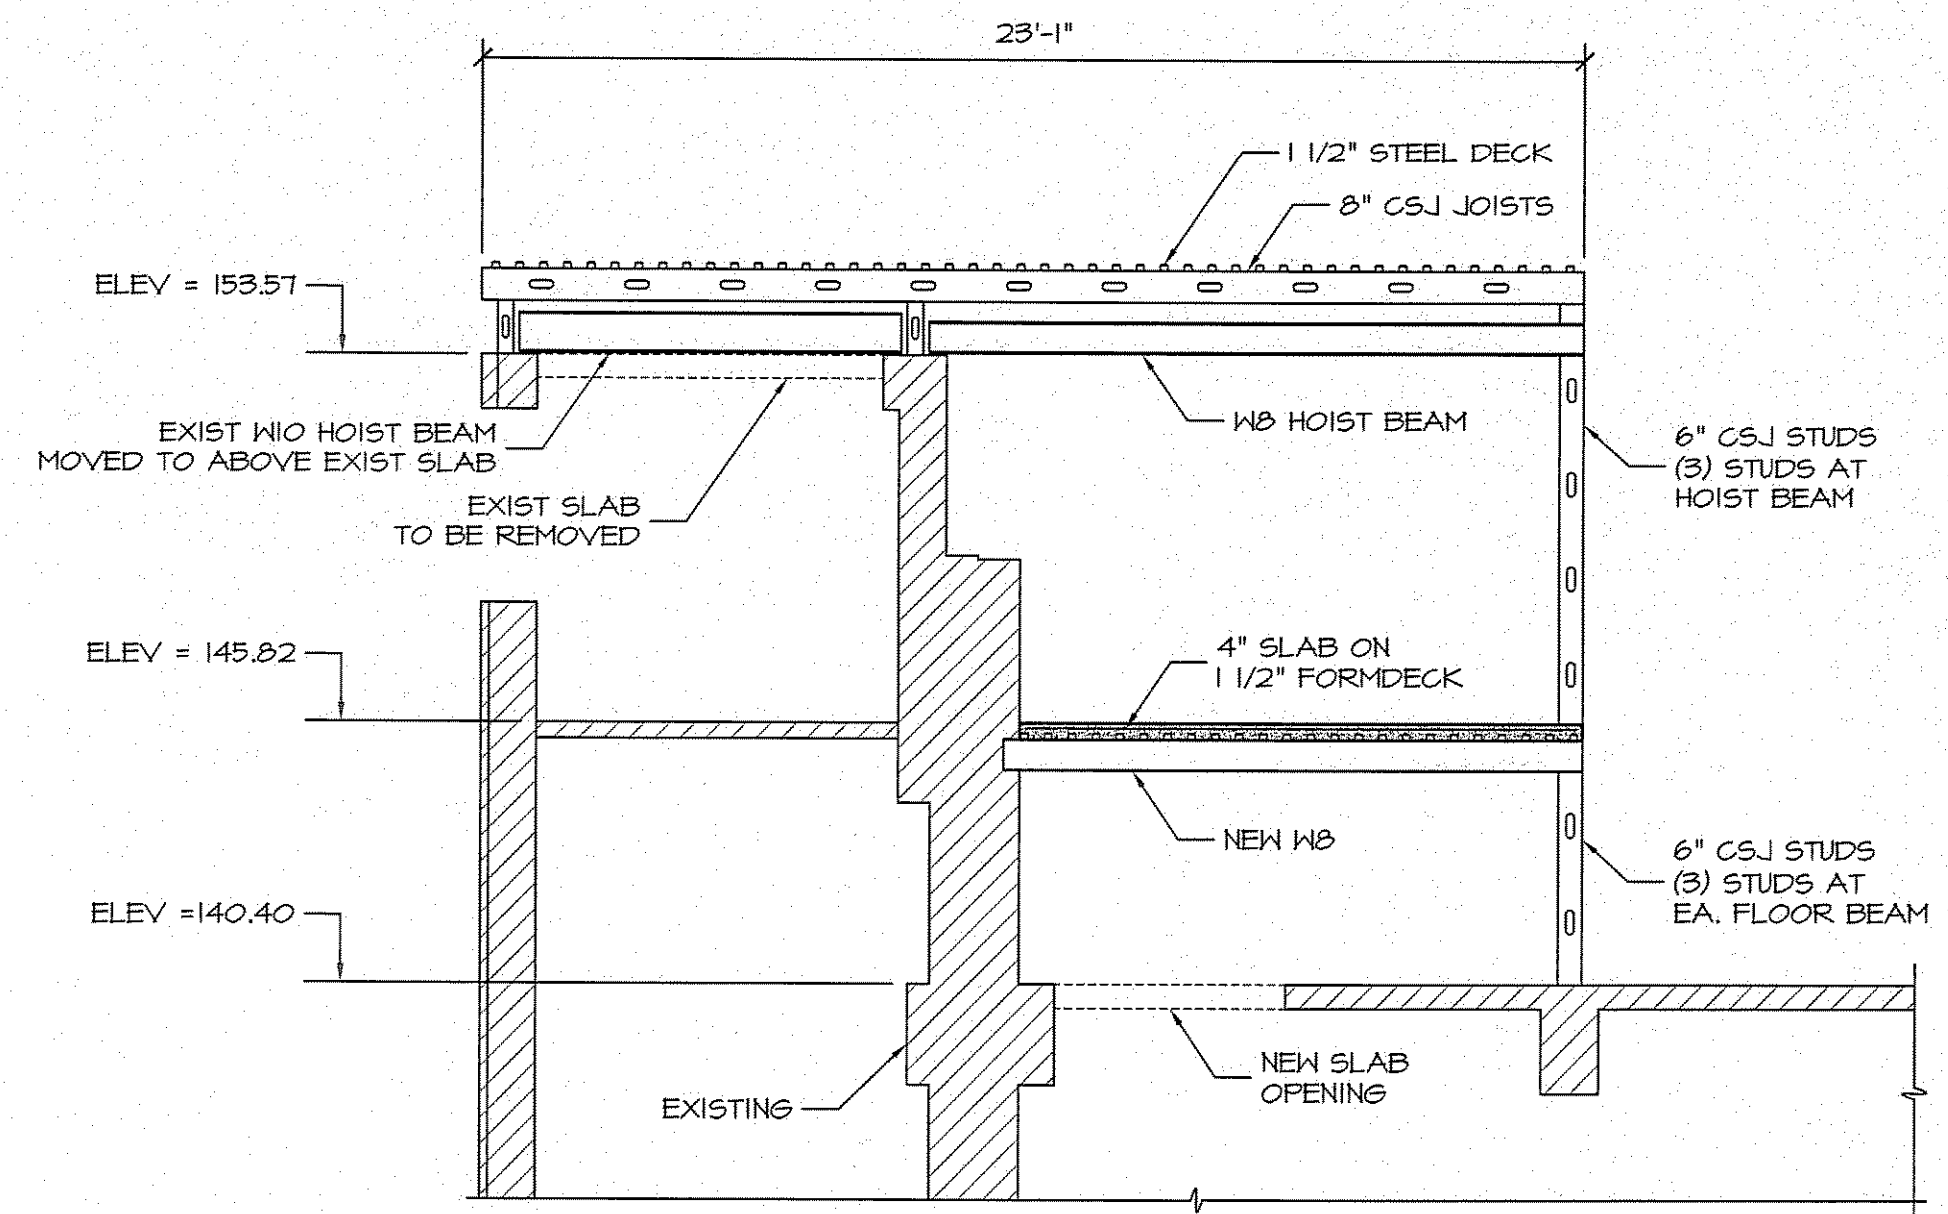 23'-1"
1 1/2" STEEL DECK
8" CSJ JOISTS
ELEV = 153.57
EXIST W10 HOIST BEAM
MOVED TO ABOVE EXIST SLAB
W8 HOIST BEAM
6" CSJ STUDS
(3) STUDS AT
HOIST BEAM
EXIST SLAB
TO BE REMOVED
ELEV = 145.82
4" SLAB ON
1 1/2" FORMDECK
NEW W8
6" CSJ STUDS
(3) STUDS AT
EA. FLOOR BEAM
ELEV =140.40
NEW SLAB
OPENING
EXISTING